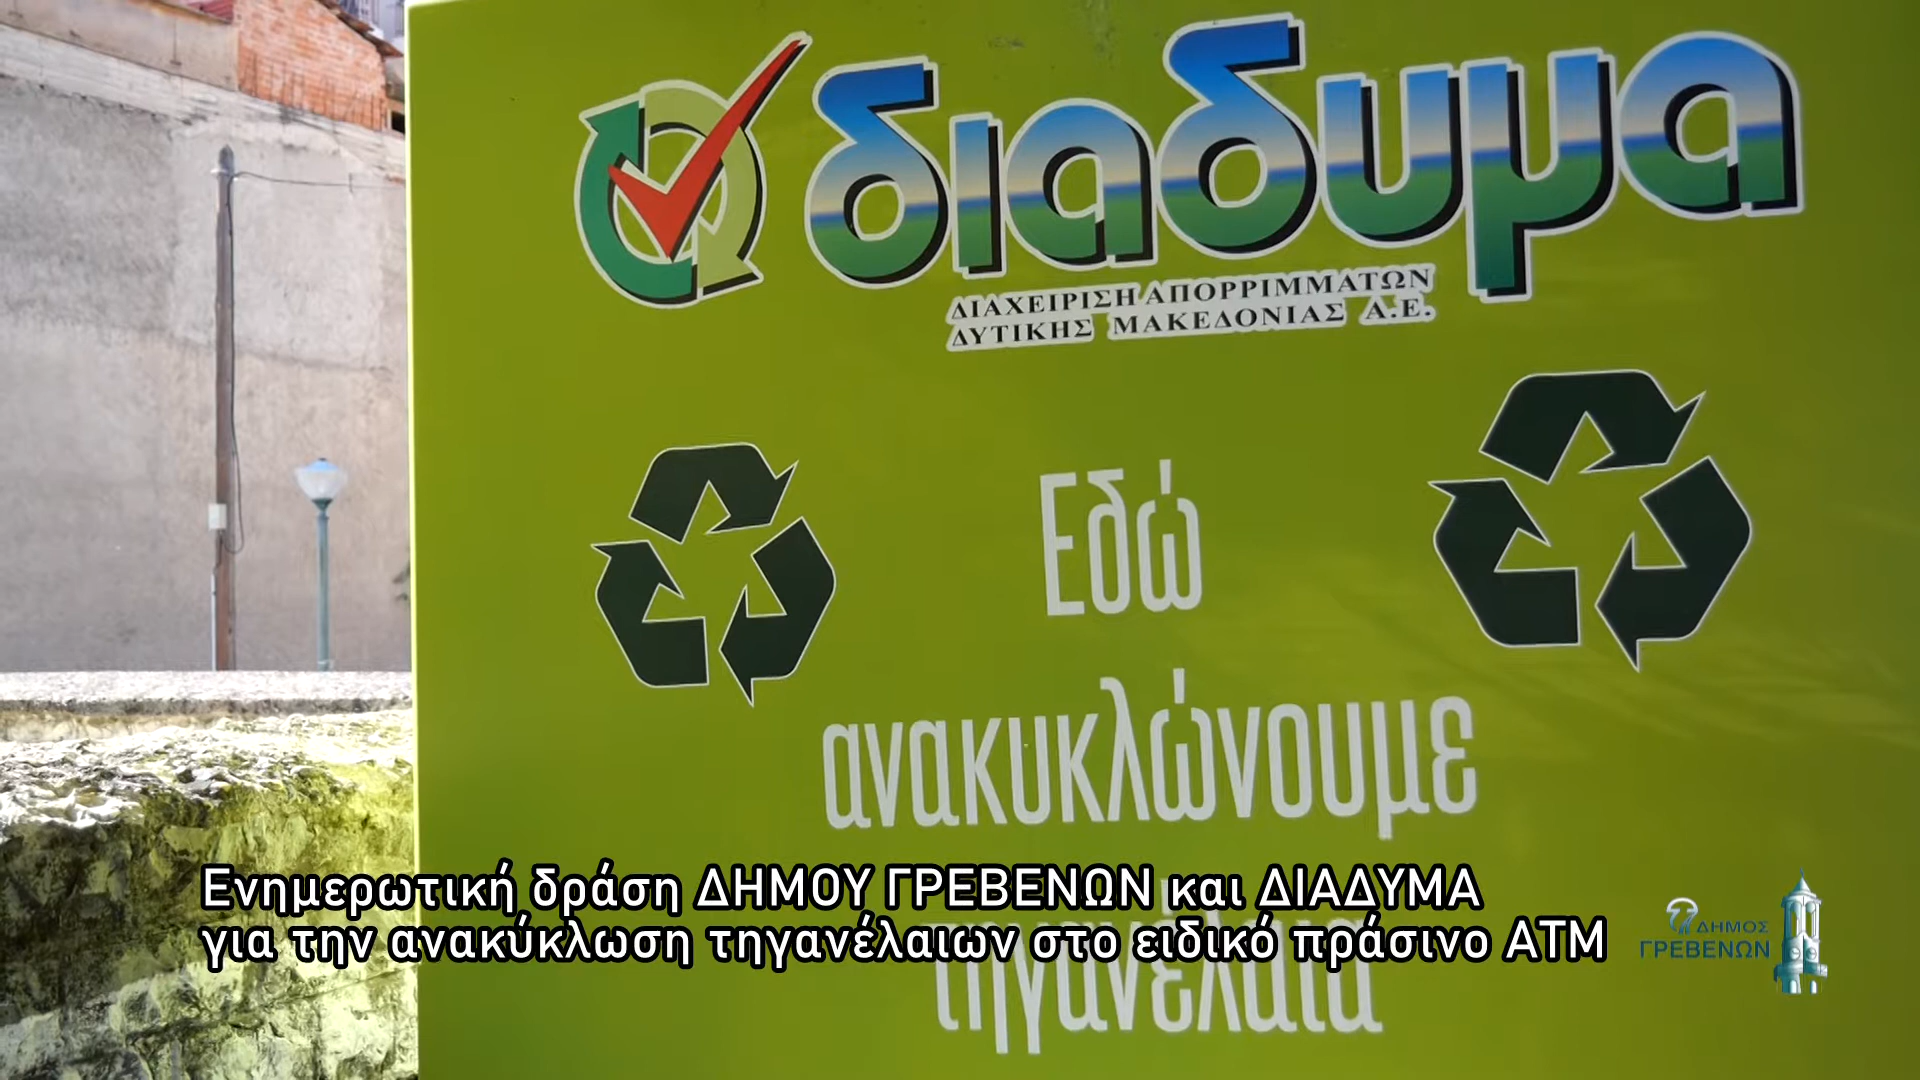 διαδυμα
ΔΙΑΧΕΙΡΙΣΗ ΑΠΟΡΡΙΜΜΑΤΩΝ
ΔΥΤΙΚΗΣ ΜΑΚΕΔΟΝΙΑΣ Α.Ε.
Εδώ
ανακυκλώνουμε
τηγανέλαια
Ενημερωτική δράση ΔΗΜΟΥ ΓΡΕΒΕΝΩΝ και ΔΙΑΔΥΜΑ
για την ανακύκλωση τηγανέλαιων στο ειδικό πράσινο ΑΤΜ
ΔΗΜΟΣ
ΓΡΕΒΕΝΩΝ